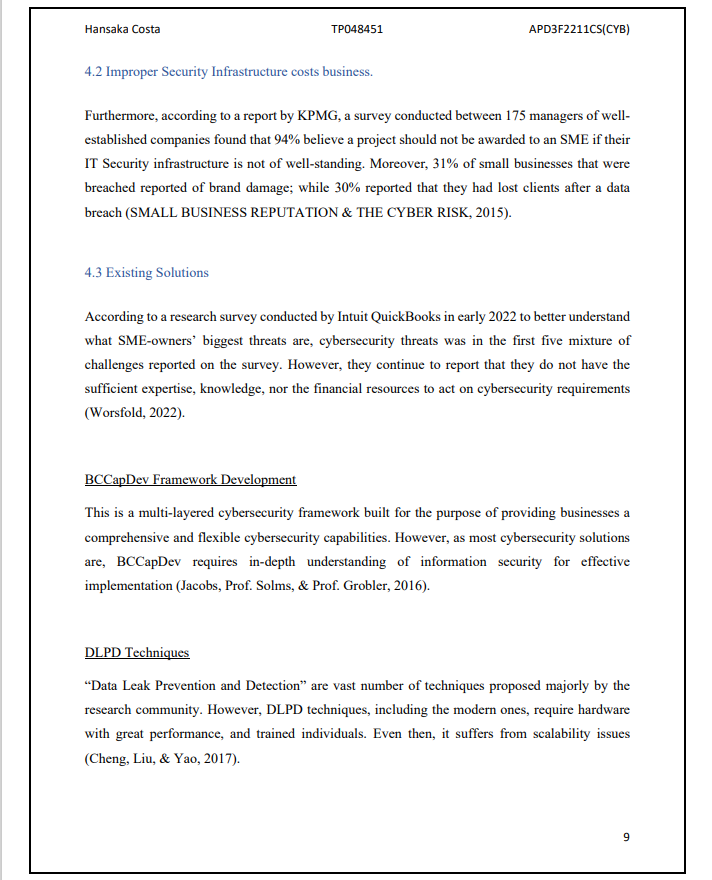 Hansaka Costa TP048451 APD3F2211CS(CYB)
4.2 Improper Security Infrastructure costs business.
Furthermore, according to a report by KPMG, a survey conducted between 175 managers of well-
established companies found that 94% believe a project should not be awarded to an SME if their
IT Security infrastructure is not of well-standing. Moreover, 31% of small businesses that were
breached reported of brand damage; while 30% reported that they had lost clients after a data
breach (SMALL BUSINESS REPUTATION & THE CYBER RISK, 2015).
4.3 Existing Solutions
According to a research survey conducted by Intuit QuickBooks in early 2022 to better understand
what SME-owners’ biggest threats are, cybersecurity threats was in the first five mixture of
challenges reported on the survey. However, they continue to report that they do not have the
sufficient expertise, knowledge, nor the financial resources to act on cybersecurity requirements
(Worsfold, 2022).
BCCapDev Framework Development
This is a multi-layered cybersecurity framework built for the purpose of providing businesses a
comprehensive and flexible cybersecurity capabilities. However, as most cybersecurity solutions
are, BCCapDev requires in-depth understanding of information security for effective
implementation (Jacobs, Prof. Solms, & Prof. Grobler, 2016).
DLPD Techniques
“Data Leak Prevention and Detection” are vast number of techniques proposed majorly by the
research community. However, DLPD techniques, including the modern ones, require hardware
with great performance, and trained individuals. Even then, it suffers from scalability issues
(Cheng, Liu, & Yao, 2017).
9